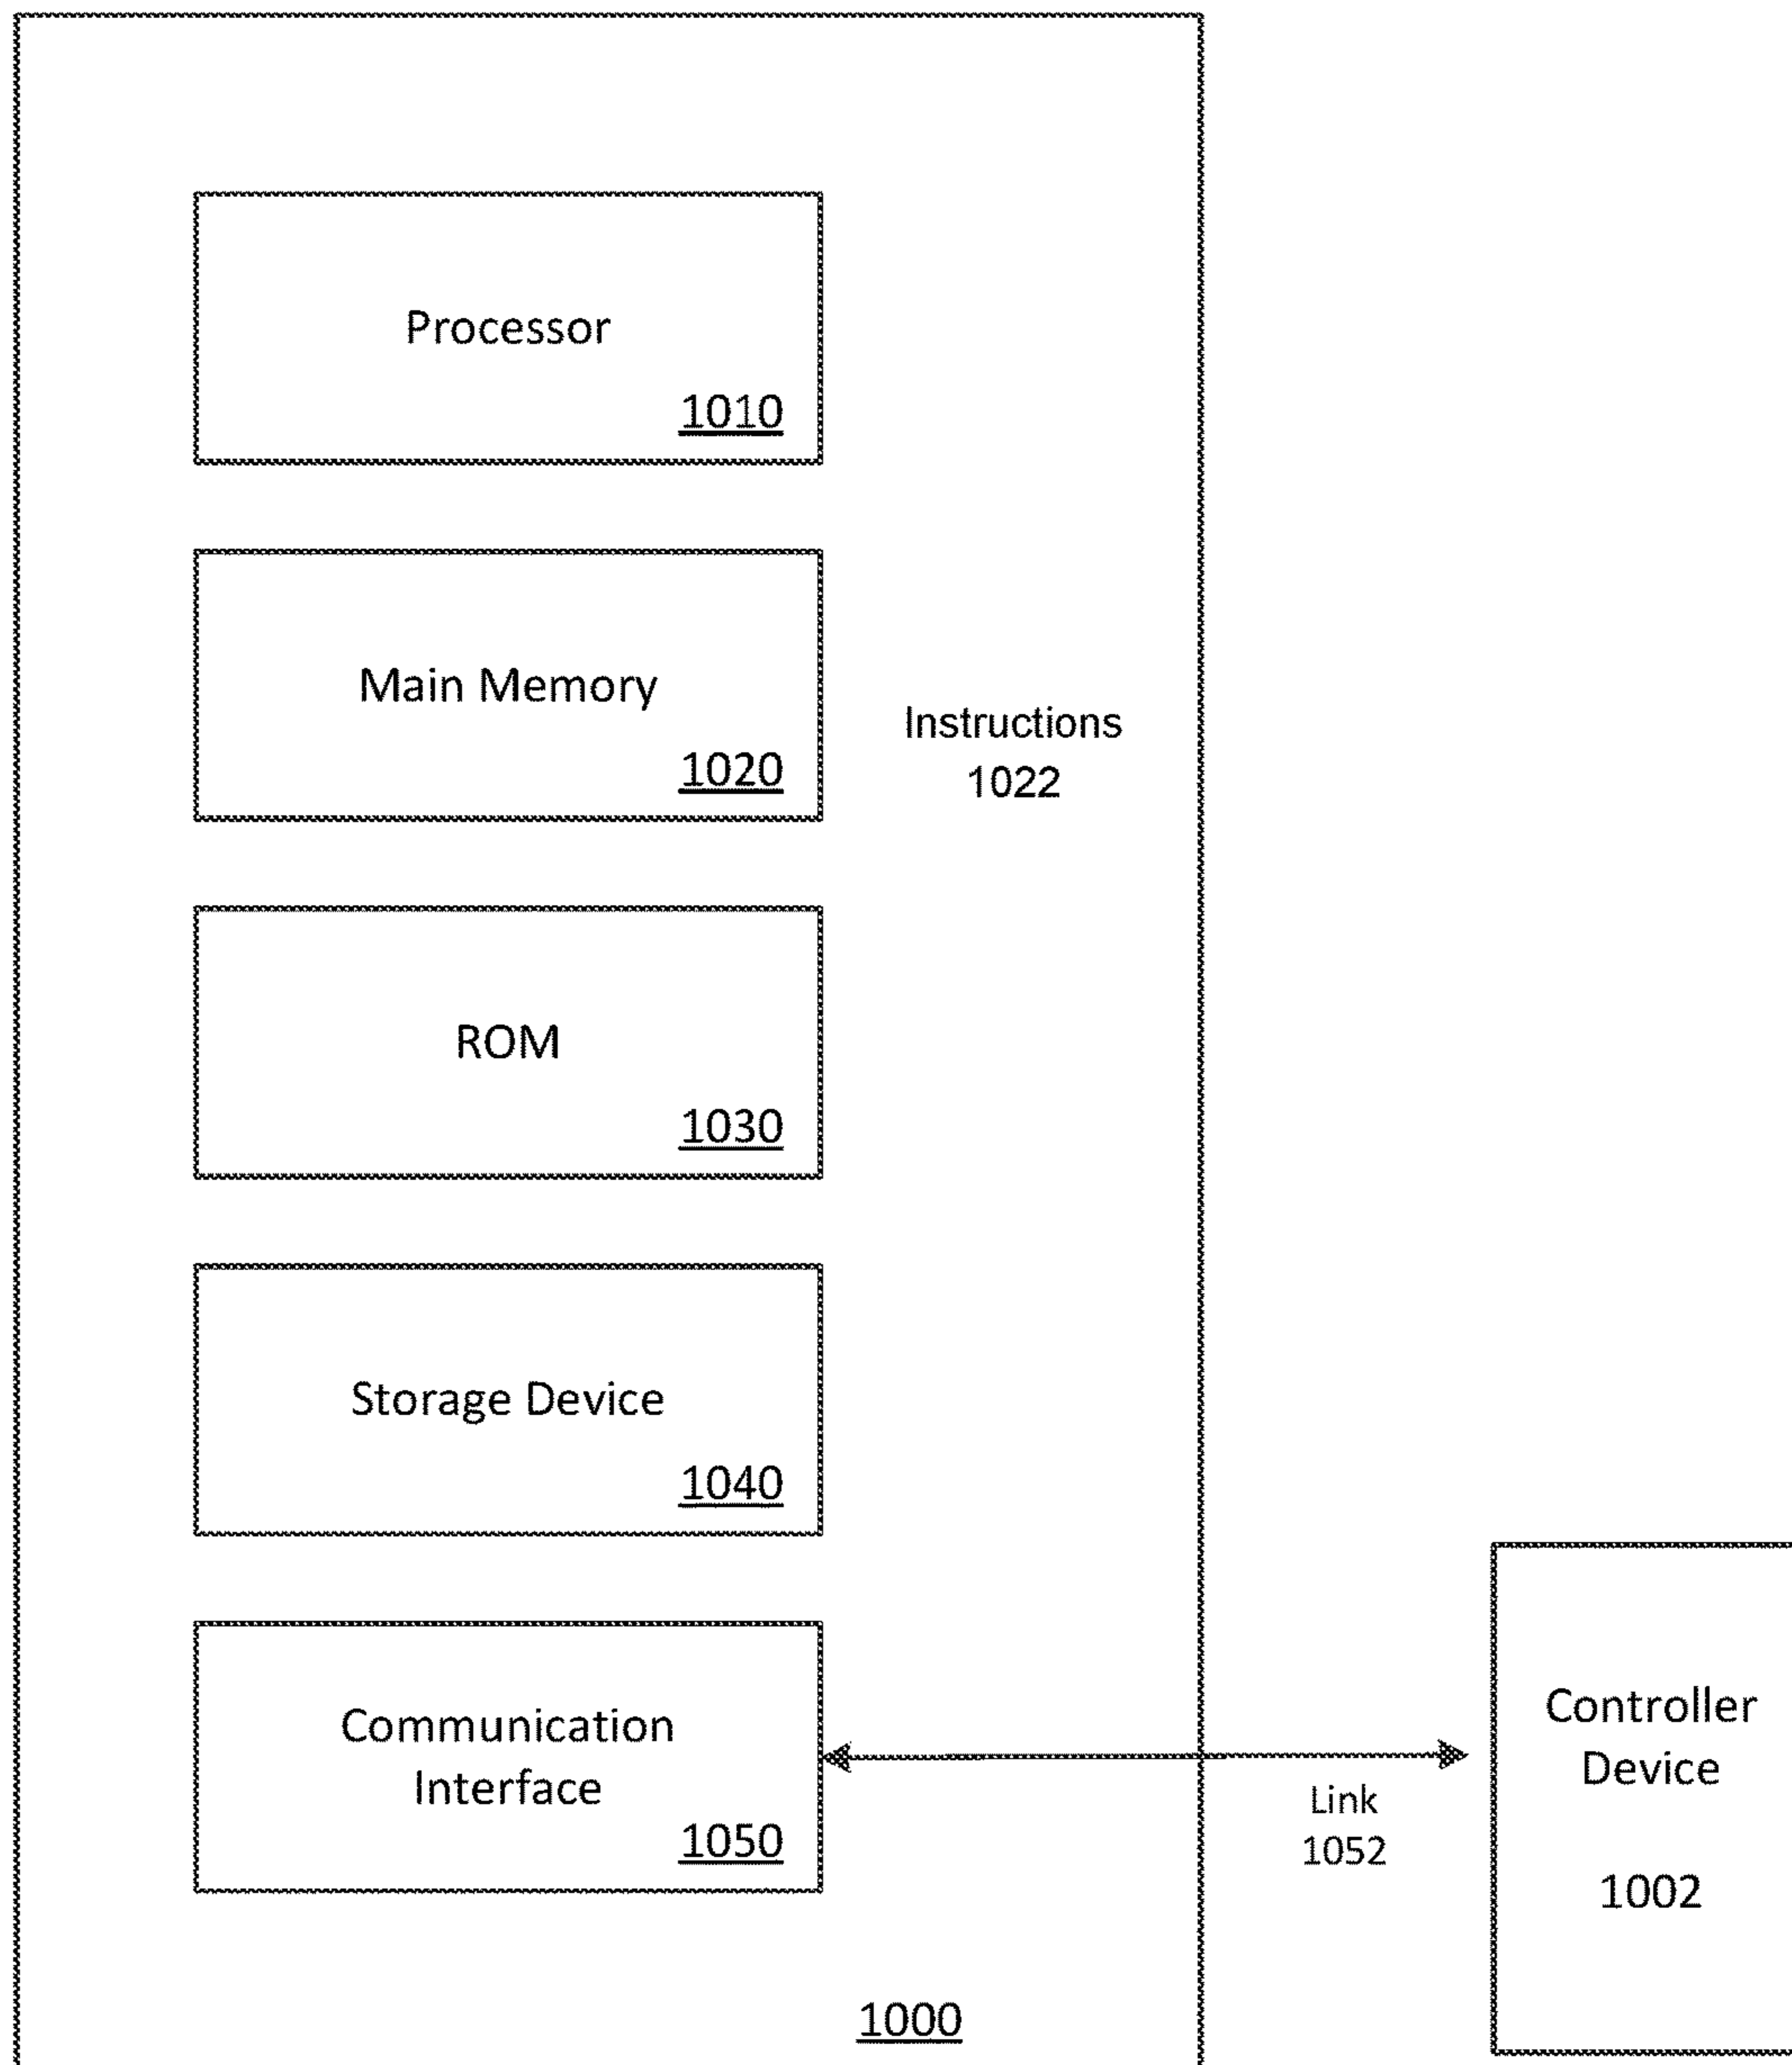 Processor
1010
Main Memory
1020
Instructions
1022
ROM
1030
Storage Device
1040
Communication
Interface
1050
Link
1052
Controller
Device
1002
1000